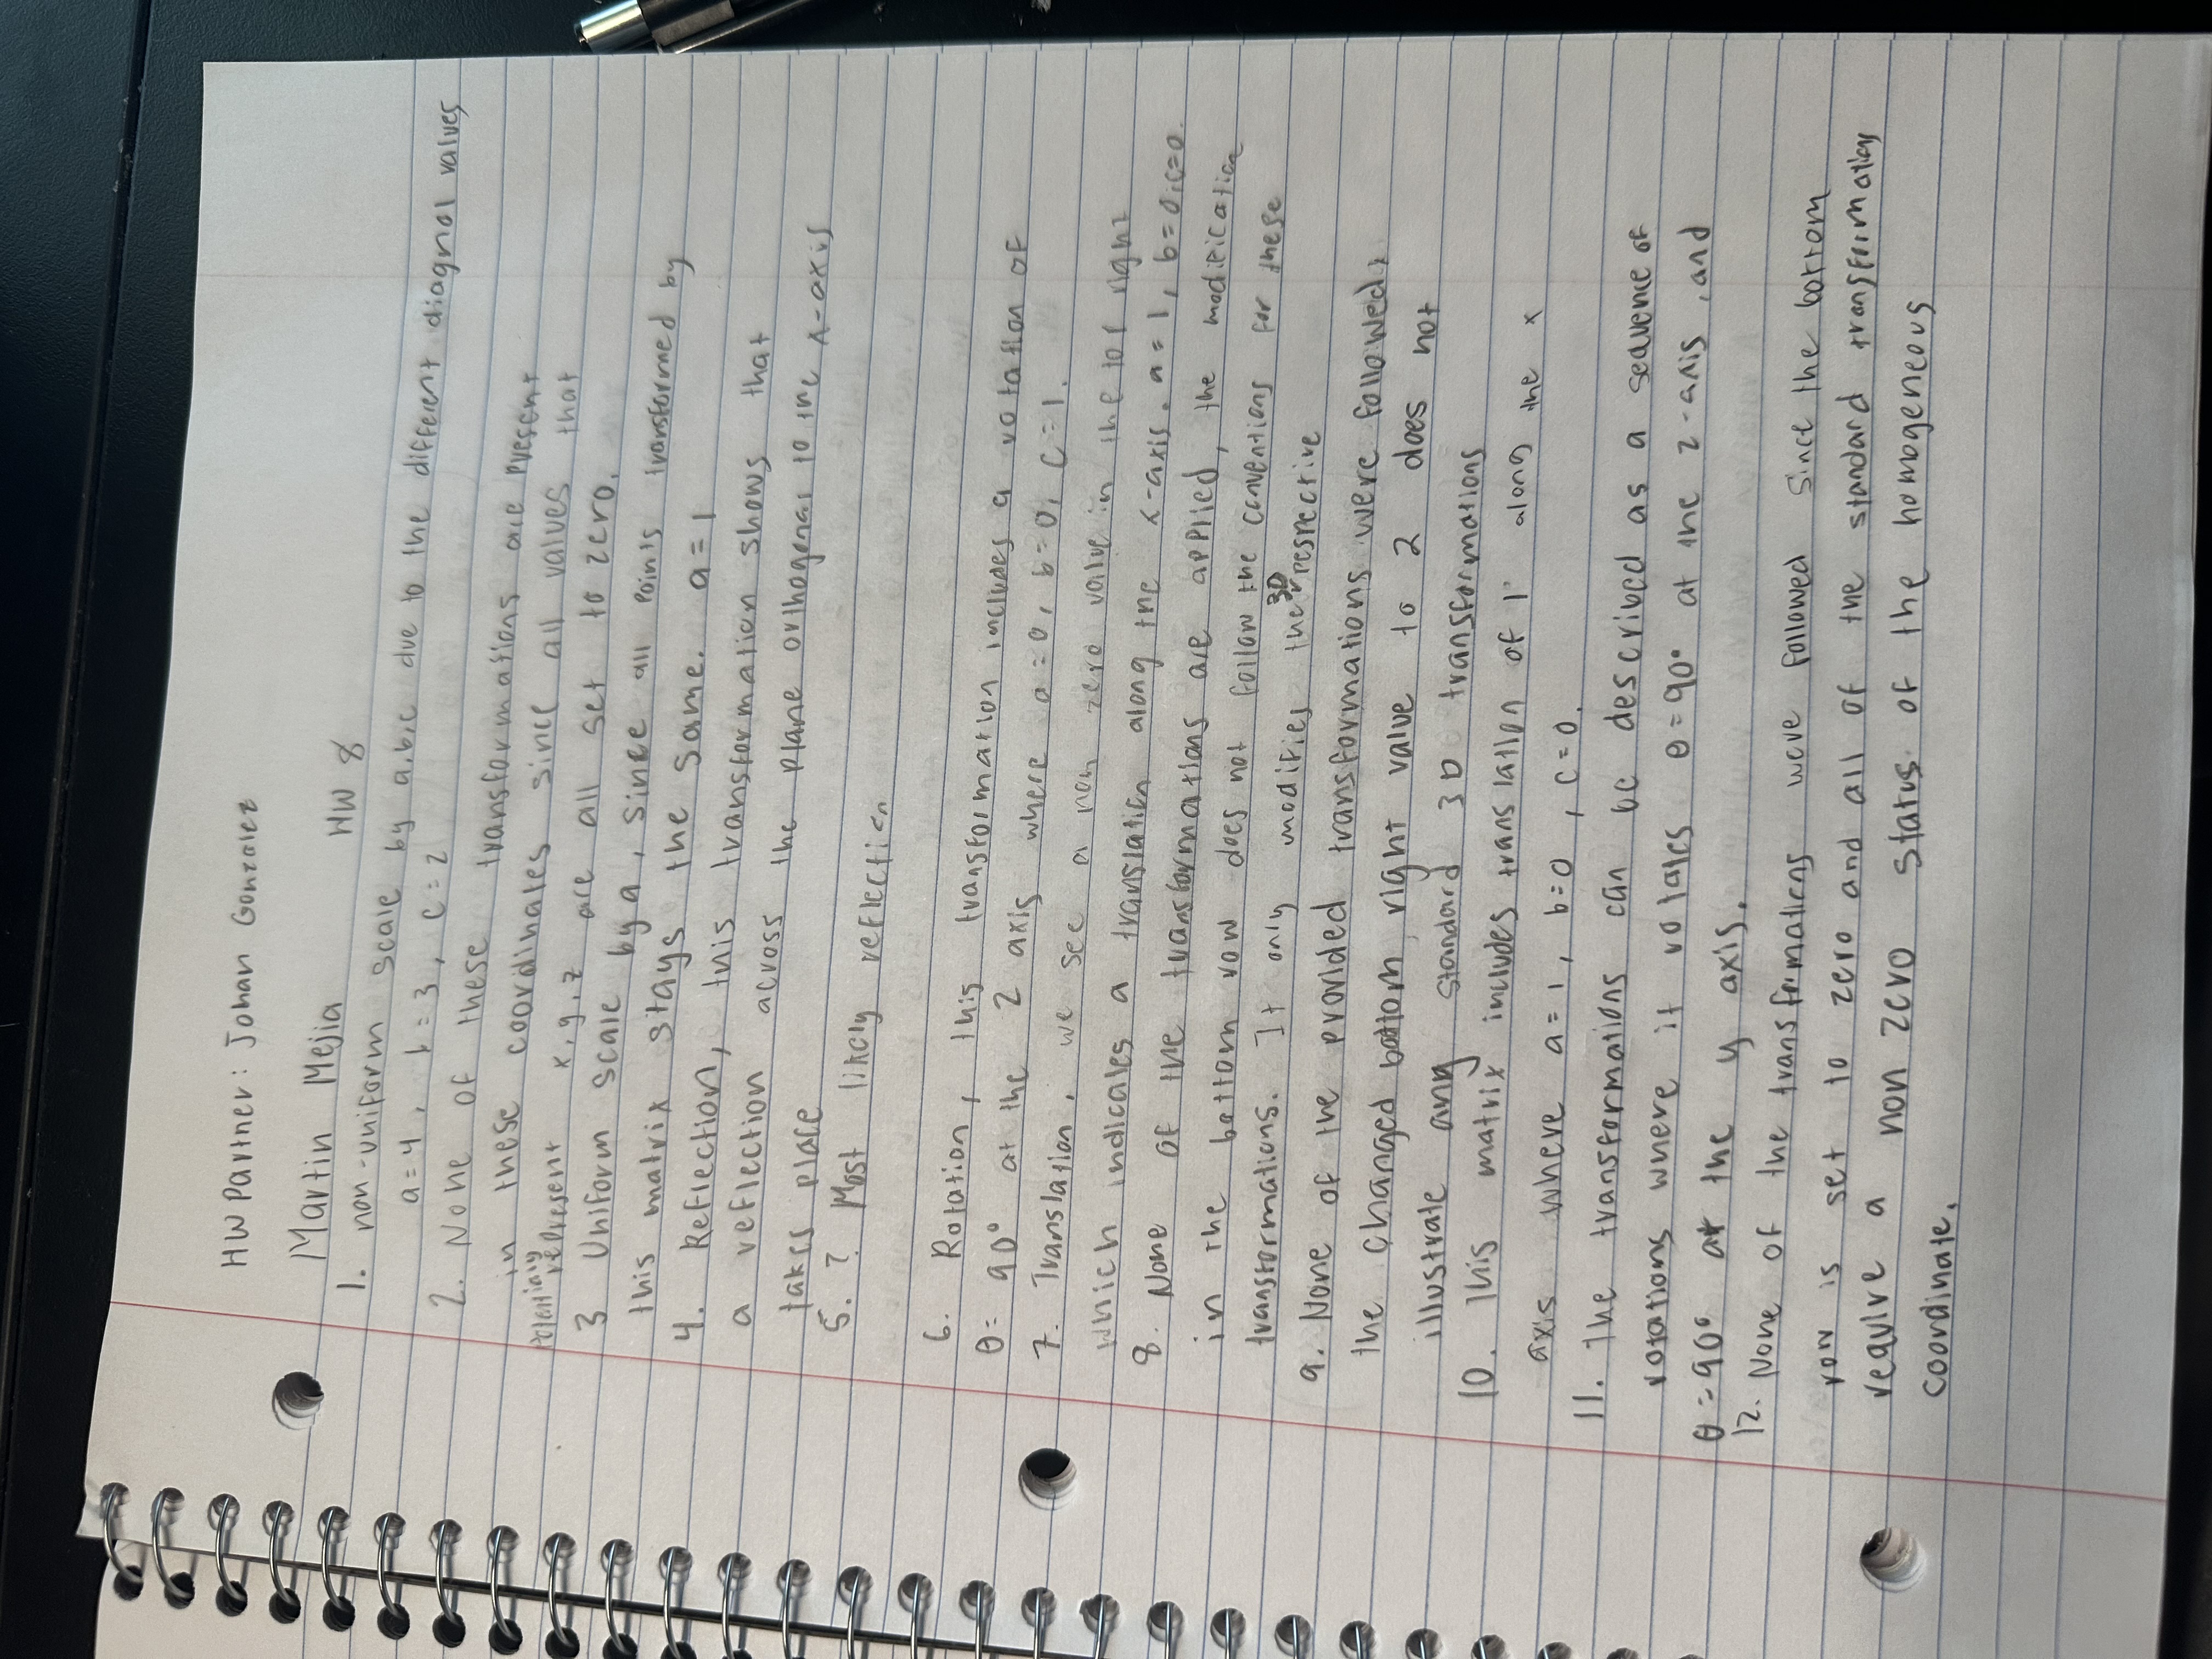 HW Partner: Johan Gonzalez
Martin Mejia HW 8
1. non-uniform scale by a,b,c due to the different diagnol values
a=4, b=3, c=2
2. None of these transformations are present
in these coordinates since all values that
potentialy represent x,y,z are all set to zero.
3 Uniform scale by a, since all points transformed by
this matrix stays the same. a=1
4. Reflection, this transformation shows that
a reflection across the plane orthogonal to the x-axis
takes place
5. ? Most likely reflection
6. Rotation, this transformation includes a rotation of
θ= 90° at the z axis where a=0, b=0, c=1.
7. Translation, we see a non zero value in the top right
which indicates a translation along the x-axis. a=1, b=0,c=0.
8. None of the transformations are applied, the modification
in the bottom row does not follow the conventions for these
transformations. It only modifies the 3D respective
9. None of the provided transformations were followed,
the changed bottom right value to 2 does not
illustrate any standard 3D transformations
10. This matrix includes translation of 1 along the x
axis where a=1, b=0, c=0.
11. The transformations can be described as a sequence of
rotations where it rotates θ=90° at the z-axis, and
θ=90° at the y axis.
12. None of the transformations were followed since the bottom
row is set to zero and all of the standard transformations
require a non zero status of the homogeneous
coordinate.